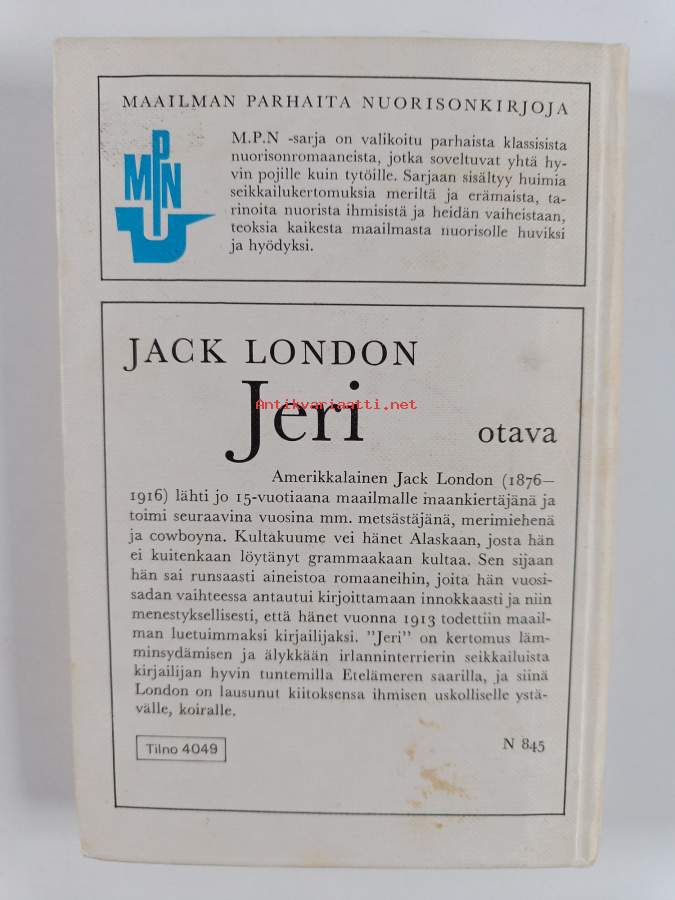 MAAILMAN PARHAITA NUORISONKIRJOJA
MPN
M.P.N -sarja on valikoitu parhaista klassisista
nuorisonromaaneista, jotka soveltuvat yhtä hy-
vin pojille kuin tytöille. Sarjaan sisältyy huimia
seikkailukertomuksia meriltä ja erämaista, ta-
rinoita nuorista ihmisistä ja heidän vaiheistaan,
teoksia kaikesta maailmasta nuorisolle huviksi
ja hyödyksi.
JACK LONDON
Jeri
Antikvariaatti.net
otava
Amerikkalainen Jack London (1876—
1916) lähti jo 15-vuotiaana maailmalle maankiertäjänä ja
toimi seuraavina vuosina mm. metsästäjänä, merimiehenä
ja cowboyna. Kultakuume vei hänet Alaskaan, josta hän
ei kuitenkaan löytänyt grammaakaan kultaa. Sen sijaan
hän sai runsaasti aineistoa romaaneihin, joita hän vuosi-
sadan vaihteessa antautui kirjoittamaan innokkaasti ja niin
menestyksellisesti, että hänet vuonna 1913 todettiin maail-
man luetuimmaksi kirjailijaksi. ”Jeri” on kertomus läm-
minsydämisen ja älykkään irlanninterrierin seikkailuista
kirjailijan hyvin tuntemilla Etelämeren saarilla, ja siinä
London on lausunut kiitoksensa ihmisen uskolliselle ystä-
välle, koiralle.
Tilno 4049
N 845